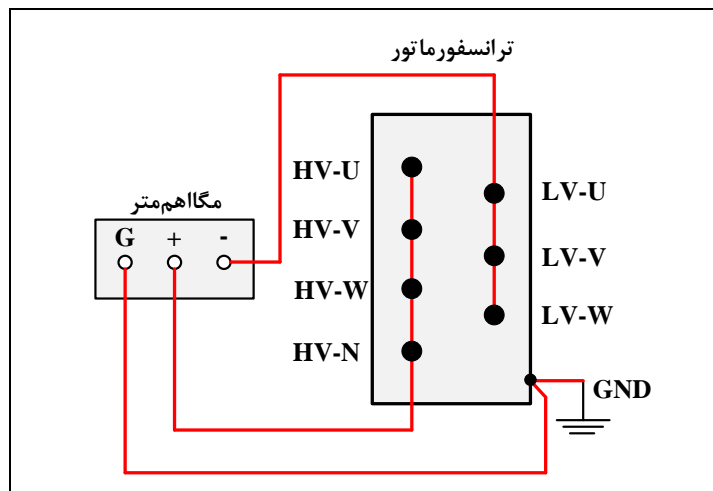 ترانسفورماتور
HV-U
LV-U
مگااهم‌متر
G + -
HV-V
LV-V
HV-W
LV-W
HV-N
GND